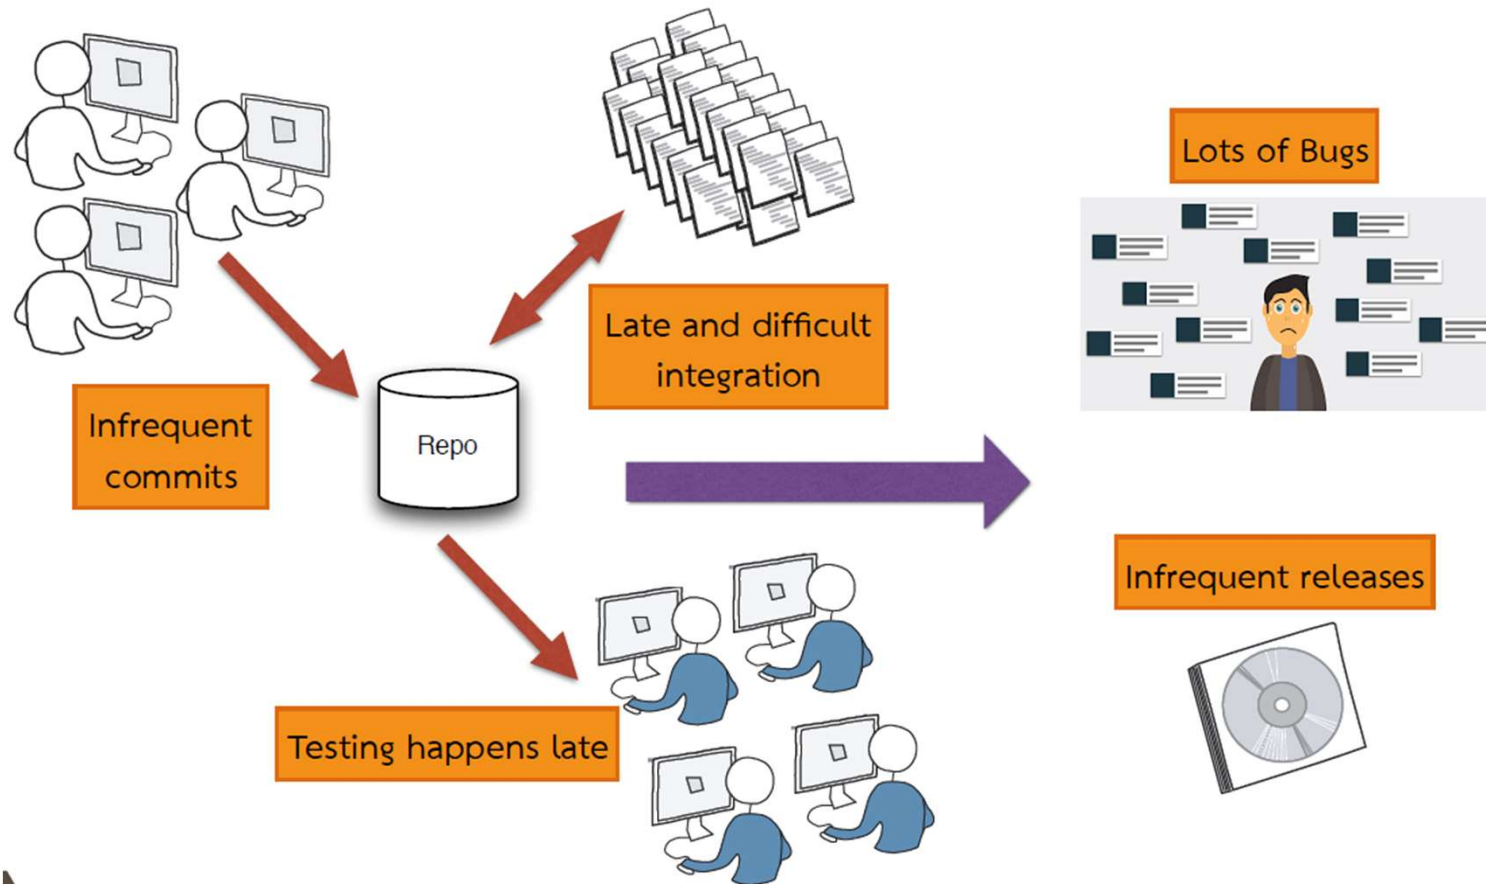 Infrequent
commits
Repo
Late and difficult
integration
Testing happens late
Lots of Bugs
Infrequent releases